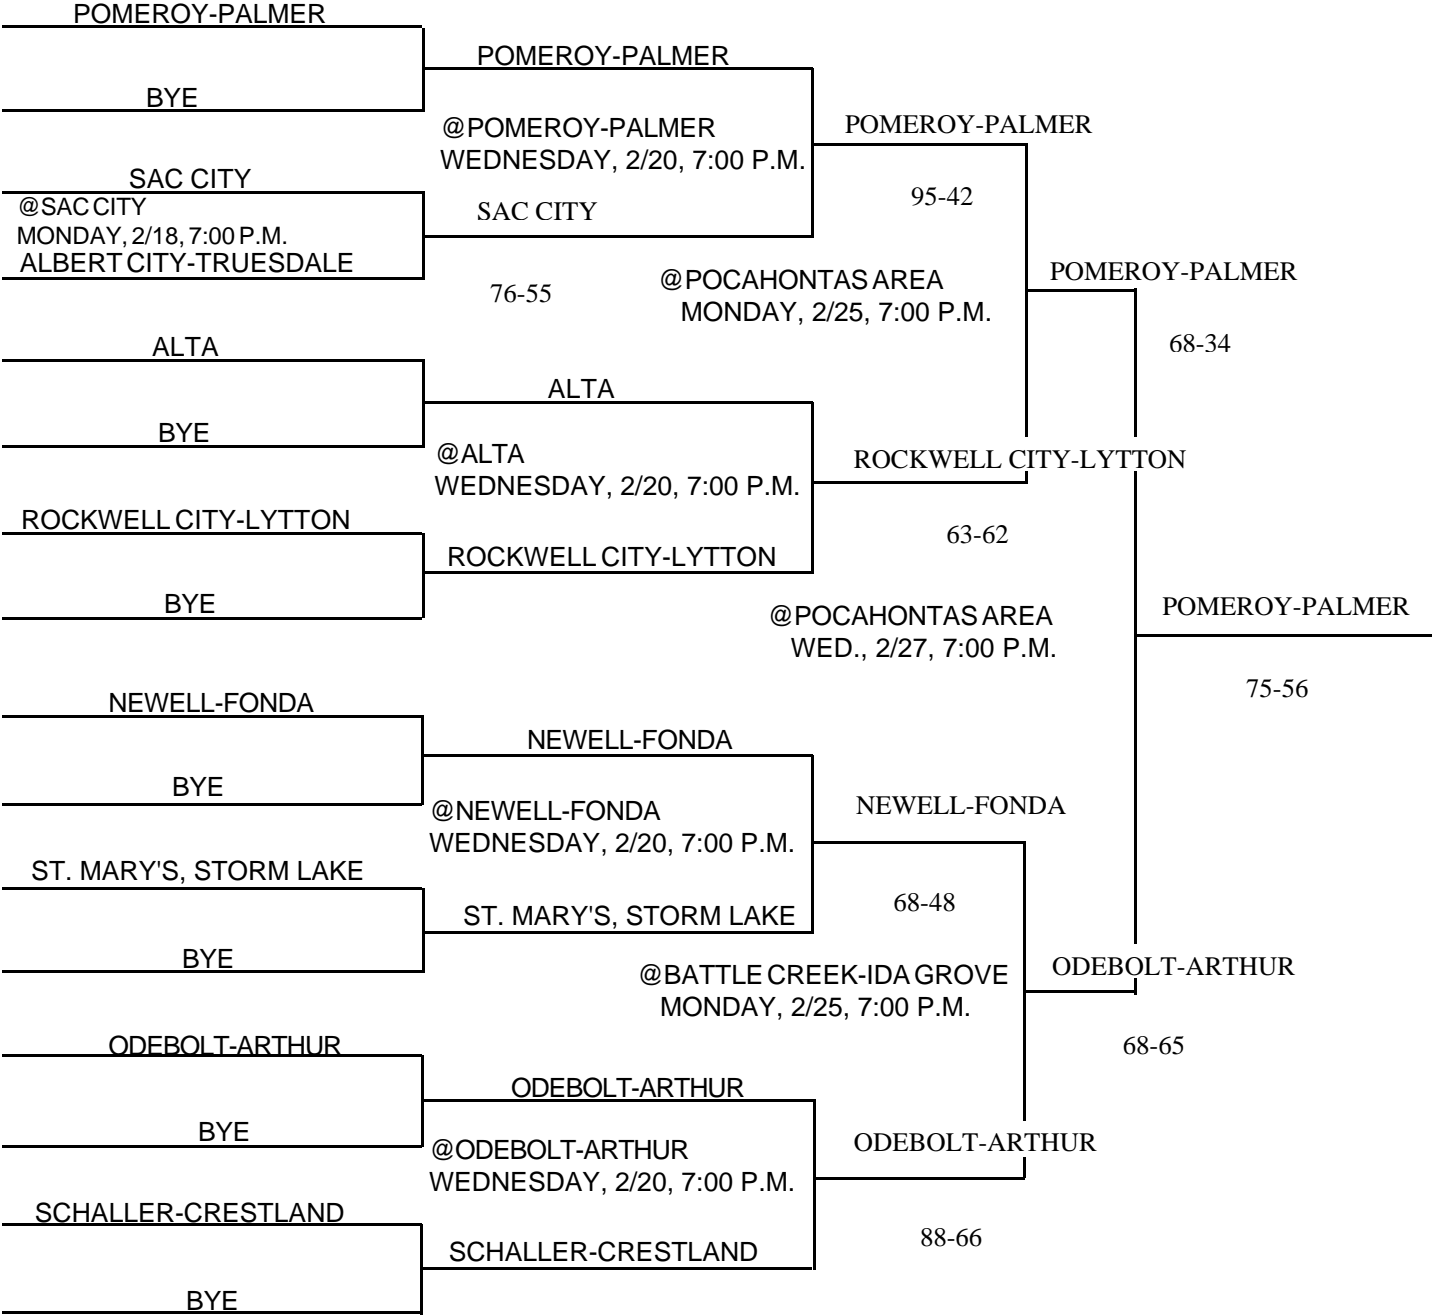 POMEROY-PALMER
POMEROY-PALMER
BYE
@POMEROY-PALMER
WEDNESDAY, 2/20, 7:00 P.M.
POMEROY-PALMER
SAC CITY
@SAC CITY
MONDAY, 2/18, 7:00 P.M.
ALBERT CITY-TRUESDALE
SAC CITY
95-42
76-55
@POCAHONTAS AREA
MONDAY, 2/25, 7:00 P.M.
POMEROY-PALMER
68-34
ALTA
ALTA
BYE
@ALTA
WEDNESDAY, 2/20, 7:00 P.M.
ROCKWELL CITY-LYTTON
ROCKWELL CITY-LYTTON
ROCKWELL CITY-LYTTON
63-62
BYE
@POCAHONTAS AREA
WED., 2/27, 7:00 P.M.
POMEROY-PALMER
75-56
NEWELL-FONDA
NEWELL-FONDA
BYE
@NEWELL-FONDA
WEDNESDAY, 2/20, 7:00 P.M.
NEWELL-FONDA
ST. MARY'S, STORM LAKE
ST. MARY'S, STORM LAKE
68-48
BYE
@BATTLE CREEK-IDA GROVE
MONDAY, 2/25, 7:00 P.M.
ODEBOLT-ARTHUR
68-65
ODEBOLT-ARTHUR
ODEBOLT-ARTHUR
BYE
@ODEBOLT-ARTHUR
WEDNESDAY, 2/20, 7:00 P.M.
ODEBOLT-ARTHUR
SCHALLER-CRESTLAND
SCHALLER-CRESTLAND
88-66
BYE